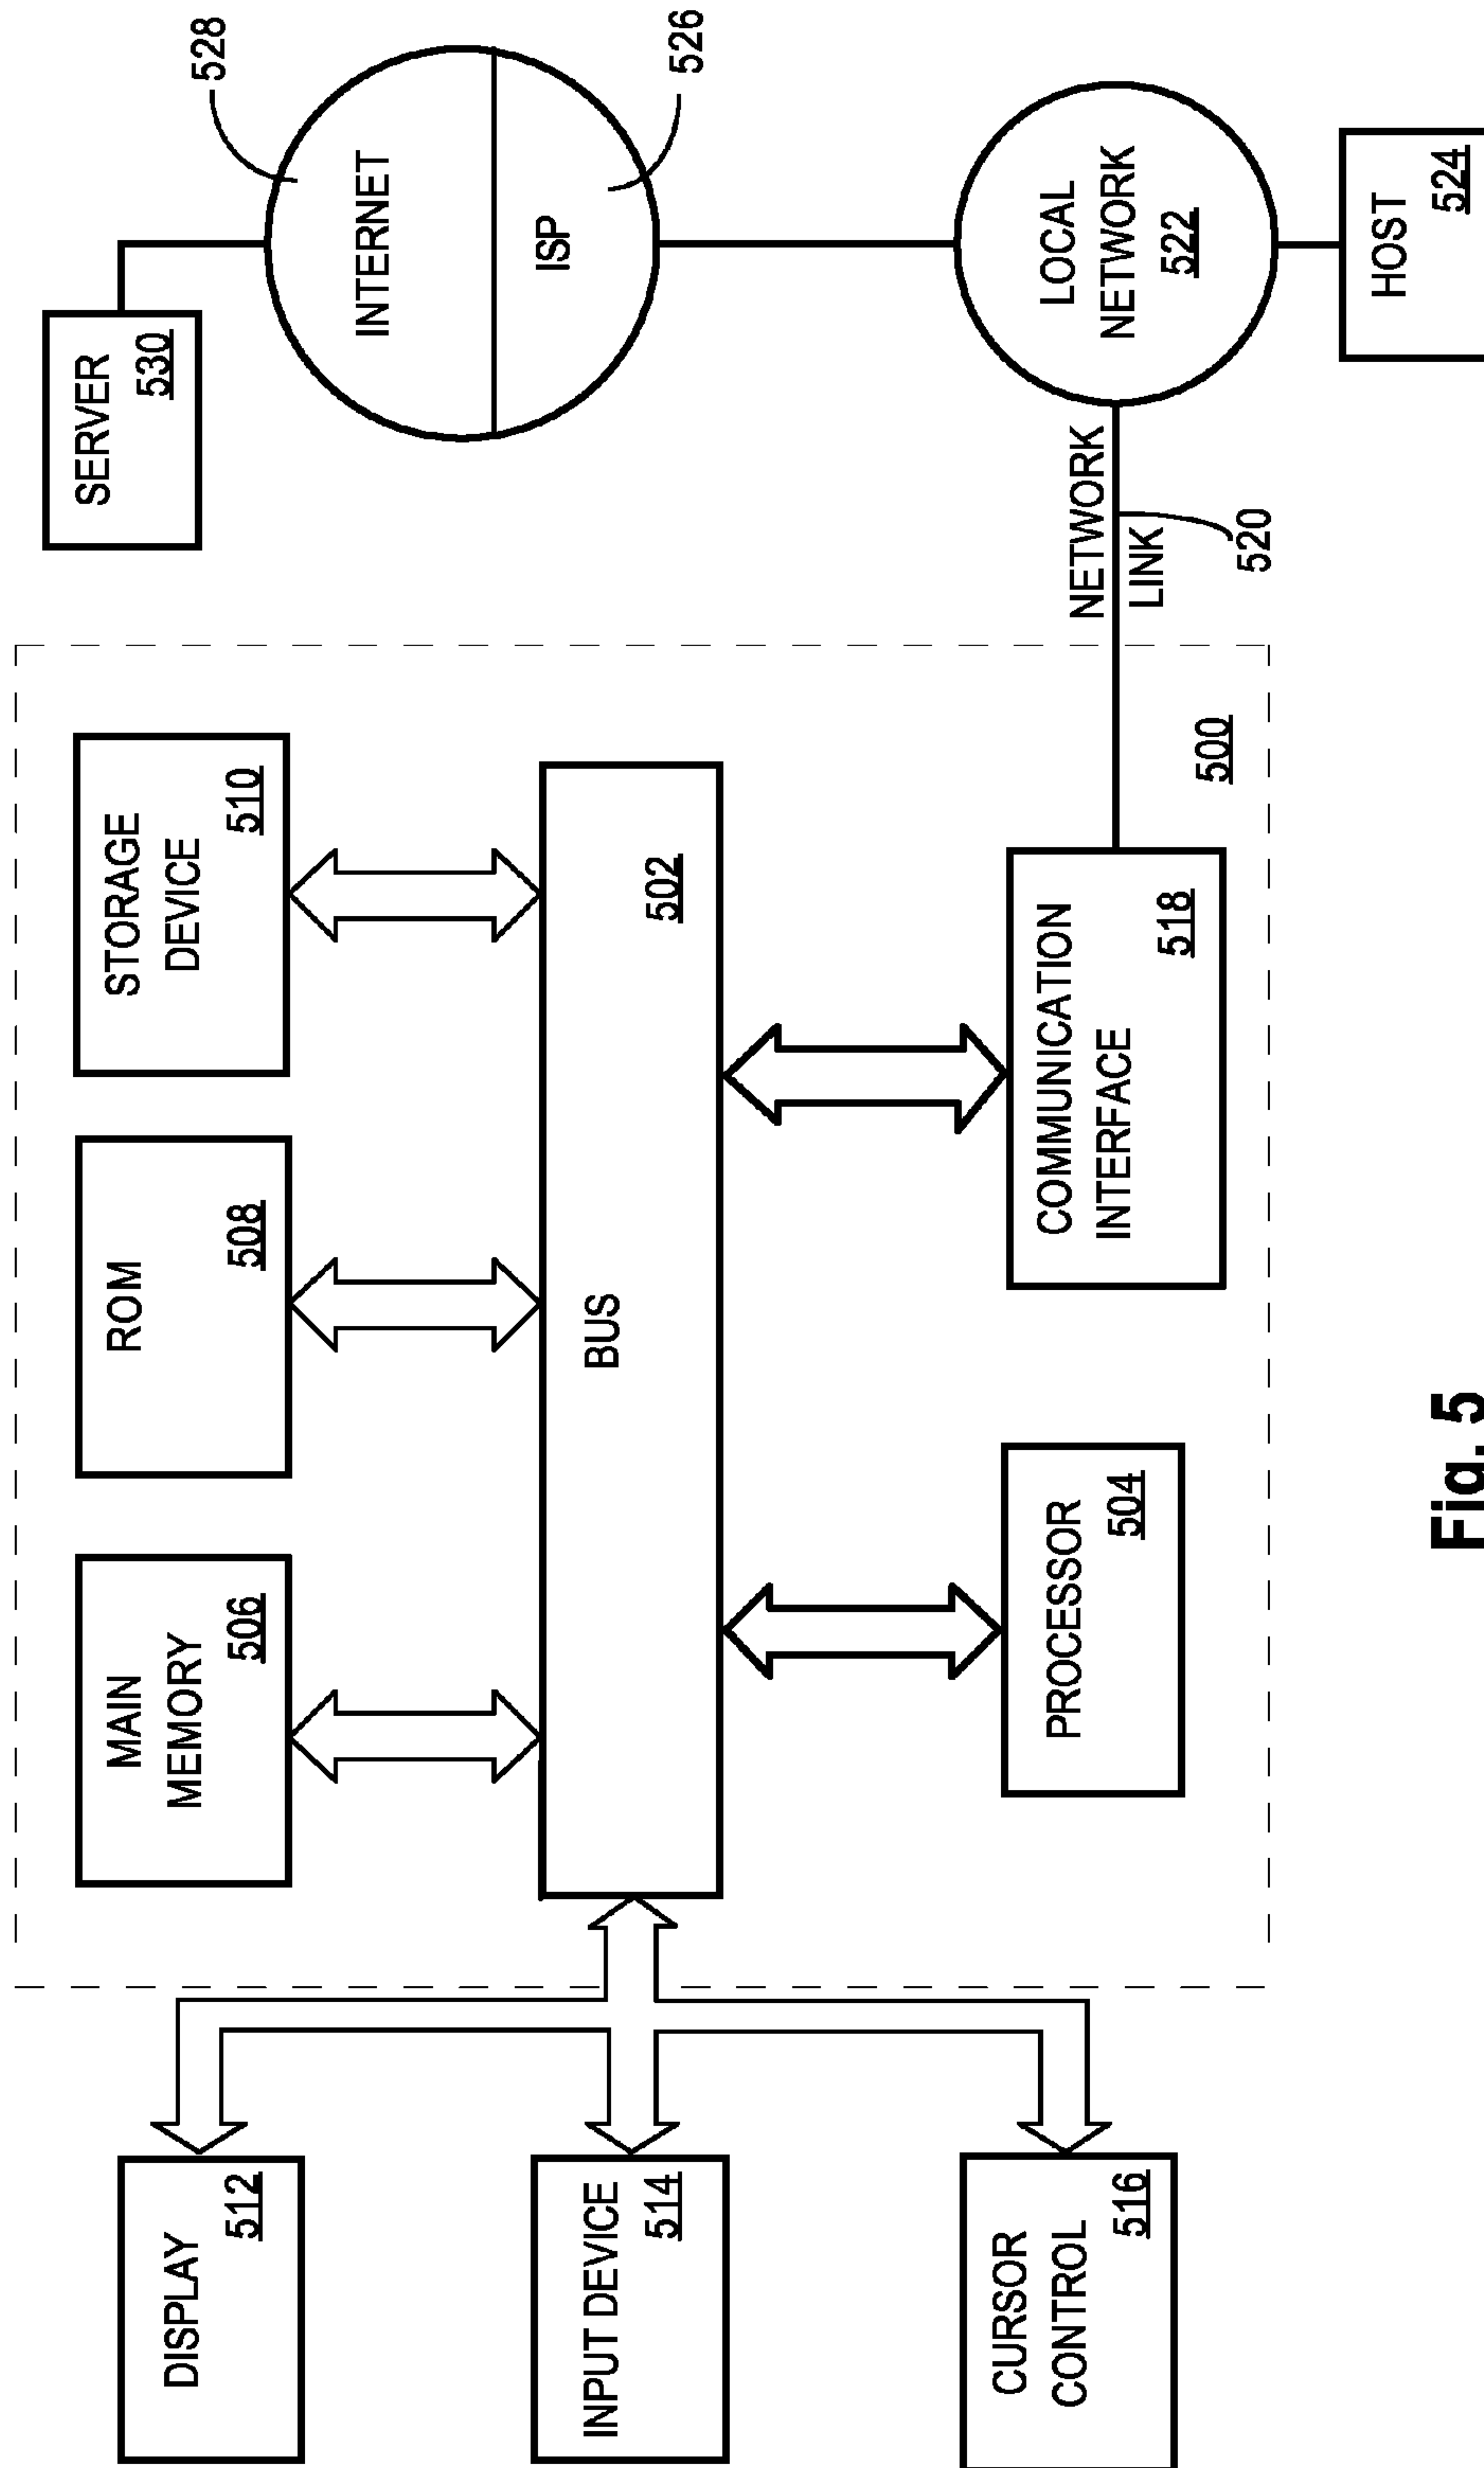 DISPLAY
512
INPUT DEVICE
514
CURSOR
CONTROL
516
MAIN
MEMORY
506
ROM
508
STORAGE
DEVICE
510
BUS
502
PROCESSOR
504
COMMUNICATION
INTERFACE
518
500
SERVER
530
INTERNET
528
ISP
526
NETWORK
LINK
520
LOCAL
NETWORK
522
HOST
524
Fig. 5